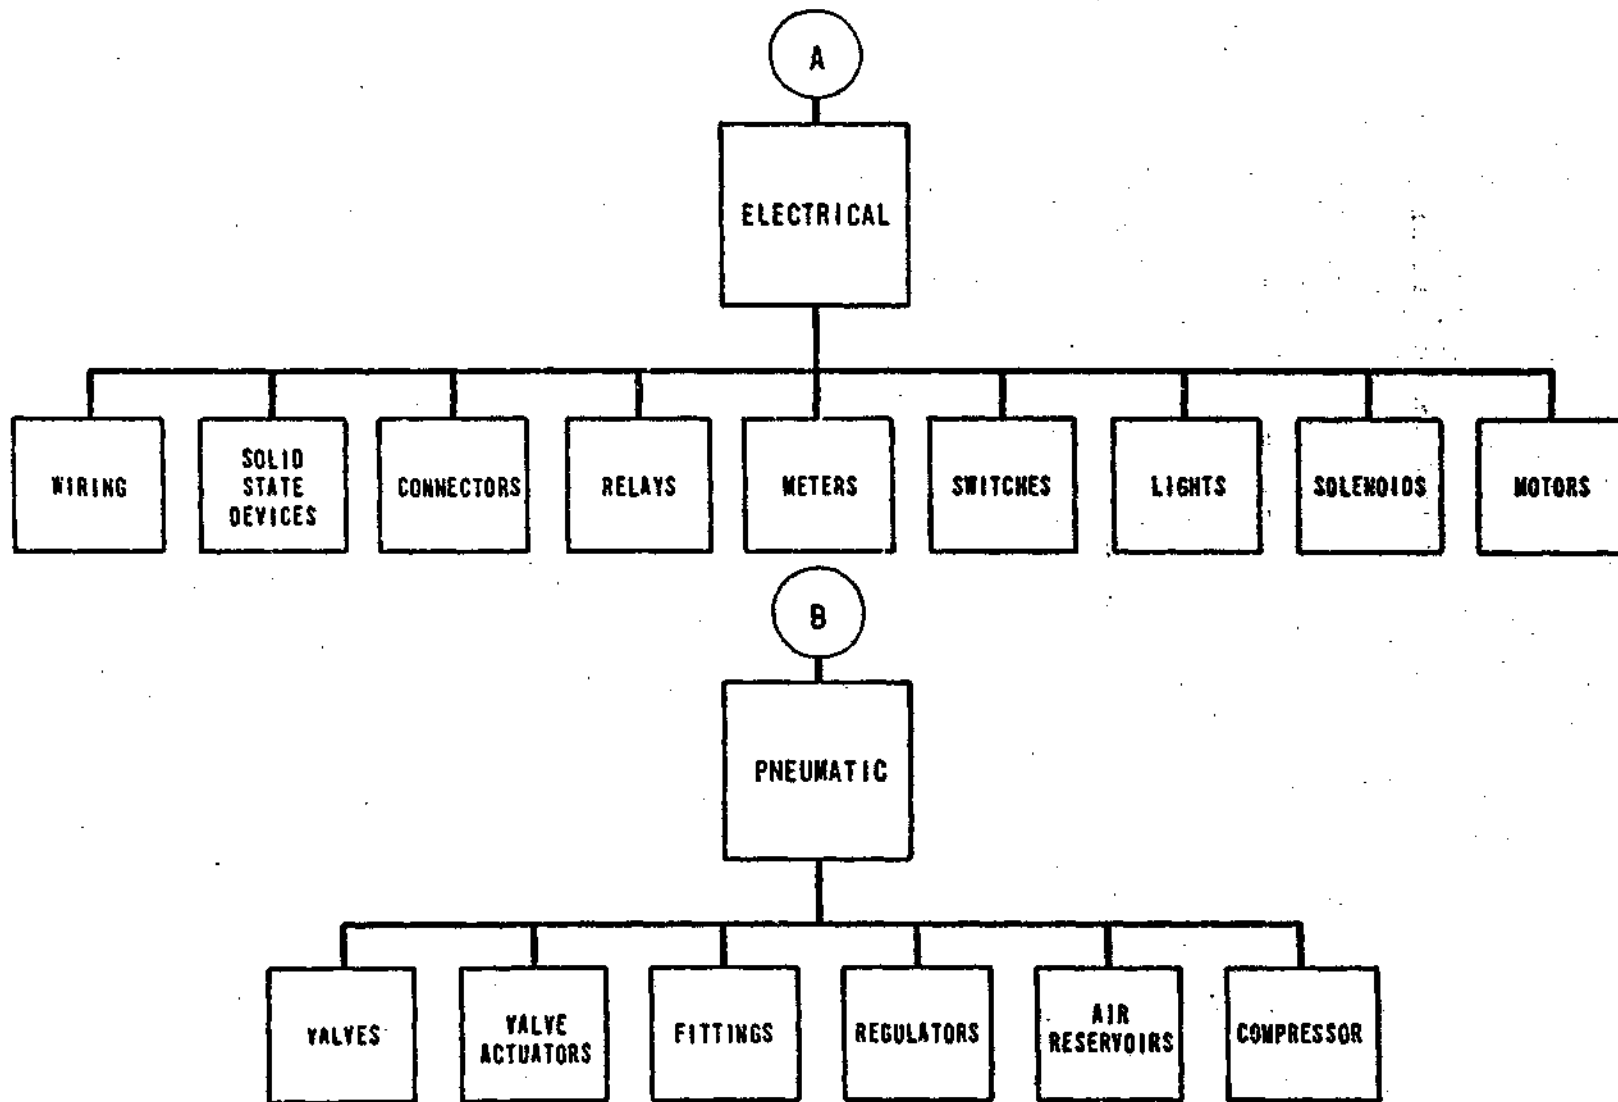 A
ELECTRICAL
WIRING
SOLID
STATE
DEVICES
CONNECTORS
RELAYS
METERS
SWITCHES
LIGHTS
SOLENOIDS
MOTORS
B
PNEUMATIC
VALVES
VALVE
ACTUATORS
FITTINGS
REGULATORS
AIR
RESERVOIRS
COMPRESSOR